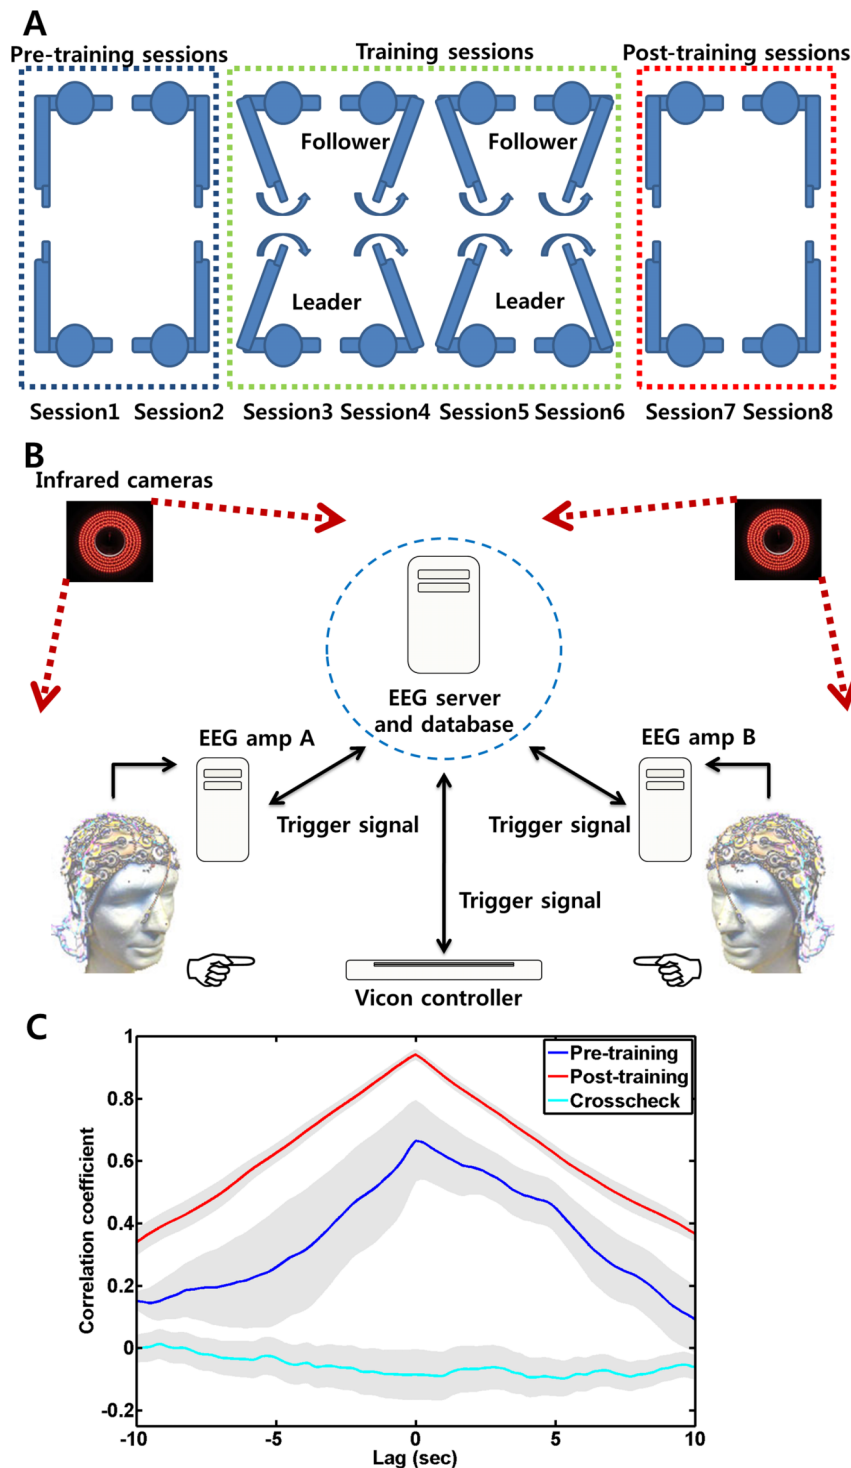 A
Pre-training sessions
Training sessions
Post-training sessions
Follower
Follower
Leader
Leader
Session1
Session2
Session3
Session4
Session5
Session6
Session7
Session8
B
Infrared cameras
EEG server
and database
EEG amp A
EEG amp B
Trigger signal
Trigger signal
Trigger signal
Vicon controller
C
Correlation coefficient
1
0.8
0.6
0.4
0.2
0
-0.2
Pre-training
Post-training
Crosscheck
-10
-5
0
5
10
Lag (sec)